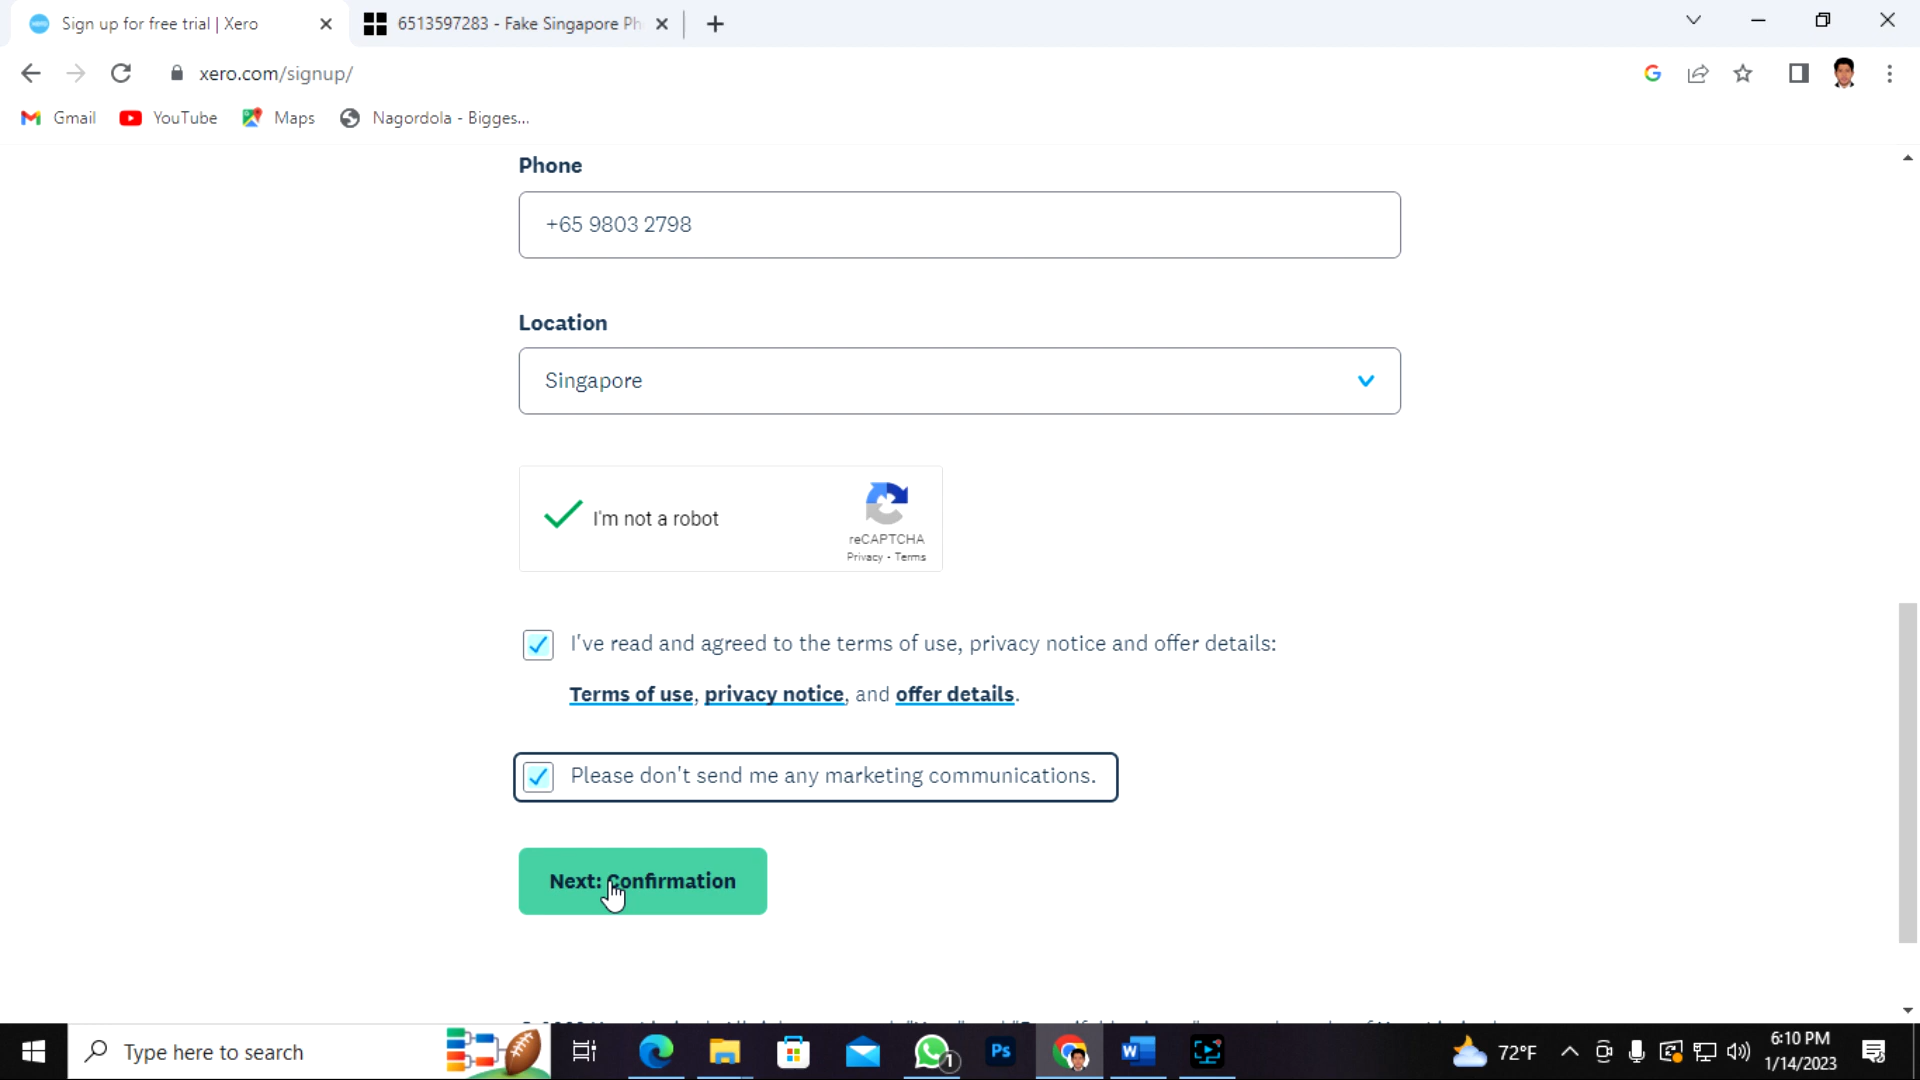 Sign up for free trial | Xero
6513597283 - Fake Singapore Ph
xero.com/signup/
Gmail
YouTube
Maps
Nagordola - Bigges...
Phone
+65 9803 2798
Location
Singapore
I'm not a robot
reCAPTCHA
Privacy - Terms
I've read and agreed to the terms of use, privacy notice and offer details:
Terms of use, privacy notice, and offer details.
Please don't send me any marketing communications.
Next: Confirmation
Type here to search
1
Ps
72°F
6:10 PM
1/14/2023